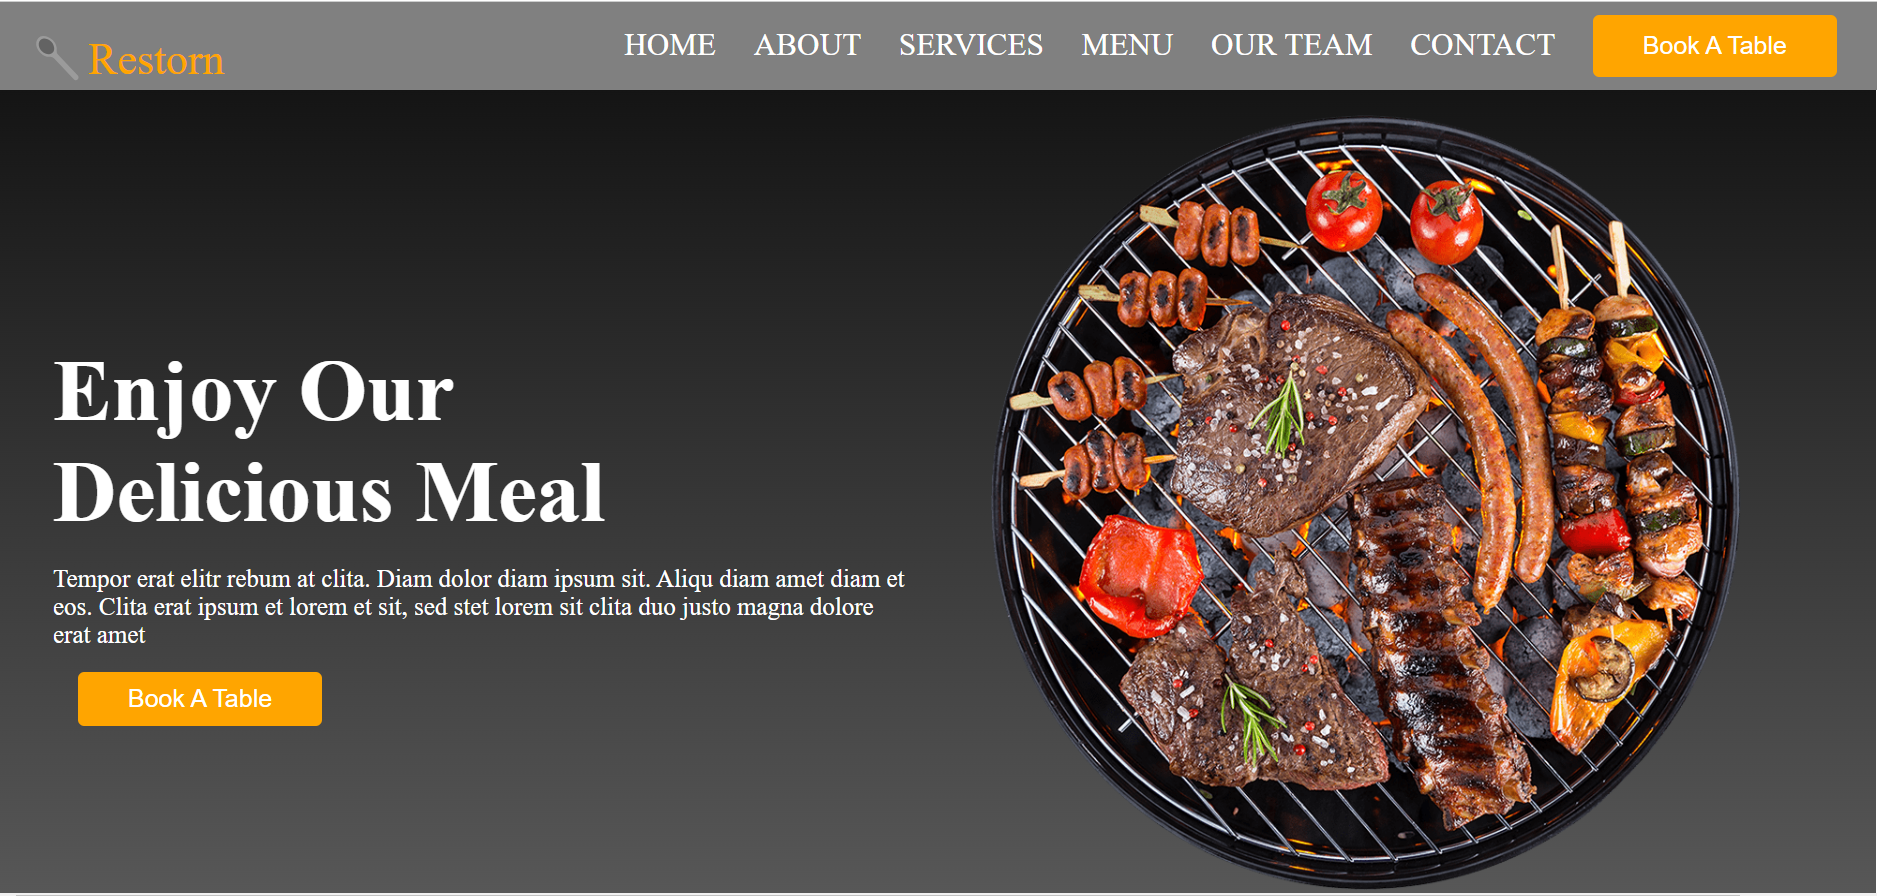 Restorn
HOME ABOUT SERVICES MENU OUR TEAM CONTACT Book A Table
Enjoy Our
Delicious Meal
Tempor erat elitr rebum at clita. Diam dolor diam ipsum sit. Aliqu diam amet diam et
eos. Clita erat ipsum et lorem et sit, sed stet lorem sit clita duo justo magna dolore
erat amet
Book A Table